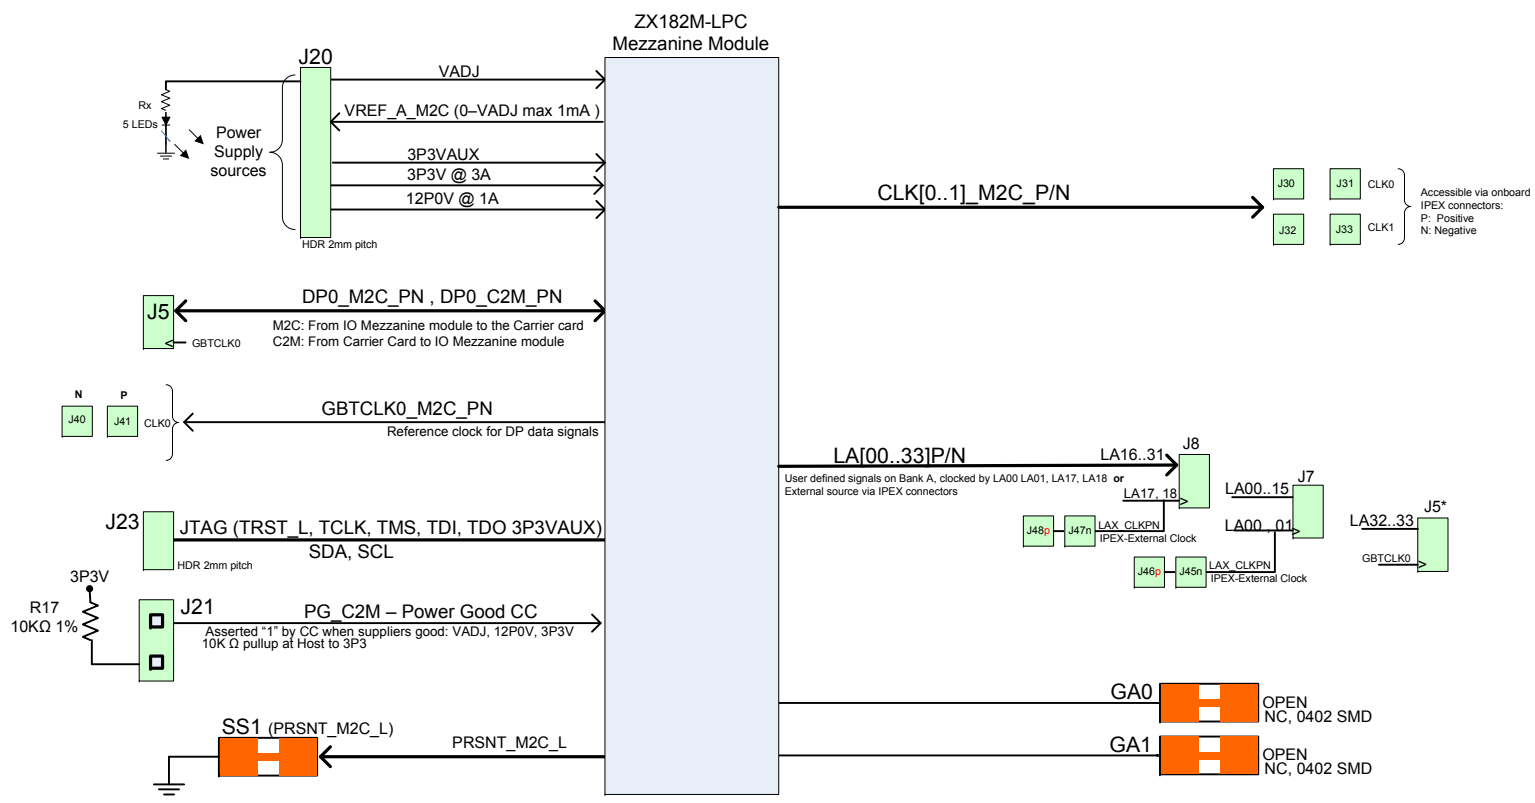 ZX182M-LPC
Mezzanine Module
J20
VADJ
VREF_A_M2C (0–VADJ max 1mA )
Rx
5 LEDs
Power
Supply
sources
3P3VAUX
3P3V @ 3A
12P0V @ 1A
HDR 2mm pitch
CLK[0..1]_M2C_P/N
J30
J31
CLK0
J32
J33
CLK1
Accessible via onboard
IPEX connectors:
P: Positive
N: Negative
J5
DP0_M2C_PN , DP0_C2M_PN
M2C: From IO Mezzanine module to the Carrier card
C2M: From Carrier Card to IO Mezzanine module
GBTCLK0
N
P
J40
J41
CLK0
GBTCLK0_M2C_PN
Reference clock for DP data signals
LA[00..33]P/N
User defined signals on Bank A, clocked by LA00 LA01, LA17, LA18 or
External source via IPEX connectors
LA16..31
J8
LA17, 18
J48p
J47n
LAX_CLKPN
IPEX-External Clock
J7
LA00..15
LA00, 01
J46p
J45n
LAX_CLKPN
IPEX-External Clock
J5*
LA32..33
GBTCLK0
J23
JTAG (TRST_L, TCLK, TMS, TDI, TDO 3P3VAUX)
SDA, SCL
HDR 2mm pitch
3P3V
R17
10KΩ 1%
J21
PG_C2M – Power Good CC
Asserted “1” by CC when suppliers good: VADJ, 12P0V, 3P3V
10K Ω pullup at Host to 3P3
SS1 (PRSNT_M2C_L)
PRSNT_M2C_L
GA0
OPEN
NC, 0402 SMD
GA1
OPEN
NC, 0402 SMD